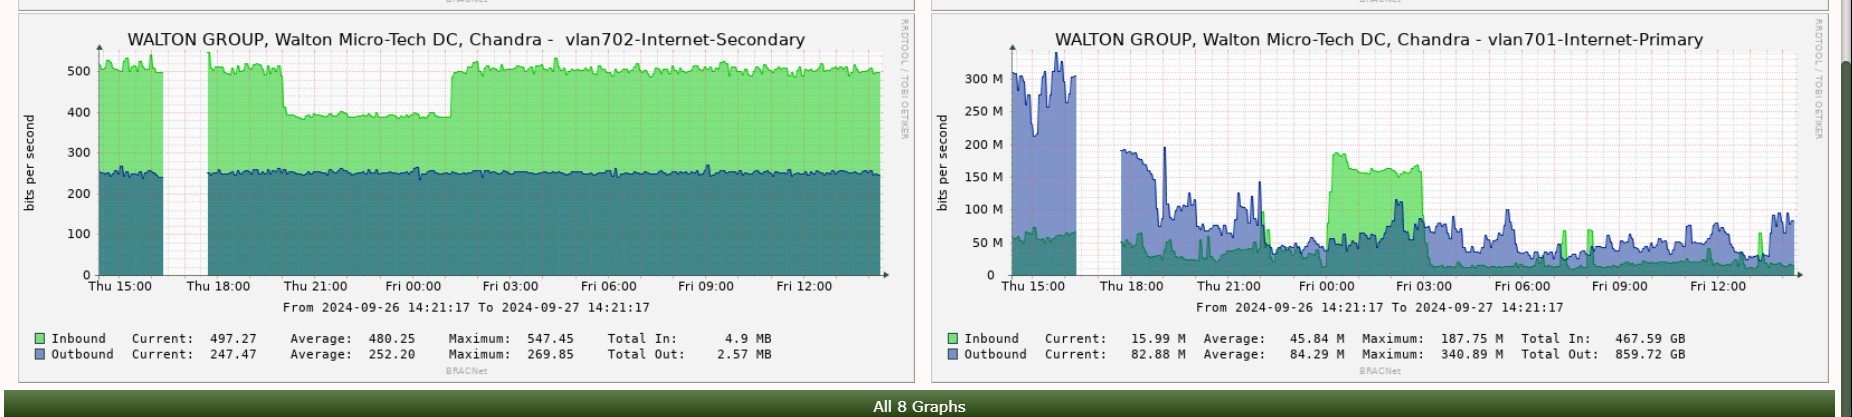 BRACNet
BRACNet
WALTON GROUP, Walton Micro-Tech DC, Chandra - vlan702-Internet-Secondary
RRDTOOL / TOBI OETIKER
bits per second
500
400
300
200
100
0
Thu 15:00 Thu 18:00 Thu 21:00 Fri 00:00 Fri 03:00 Fri 06:00 Fri 09:00 Fri 12:00
From 2024-09-26 14:21:17 To 2024-09-27 14:21:17
Inbound Current: 497.27 Average: 480.25 Maximum: 547.45 Total In: 4.9 MB
Outbound Current: 247.47 Average: 252.20 Maximum: 269.85 Total Out: 2.57 MB
BRACNet
WALTON GROUP, Walton Micro-Tech DC, Chandra - vlan701-Internet-Primary
RRDTOOL / TOBI OETIKER
bits per second
300 M
250 M
200 M
150 M
100 M
50 M
0
Thu 15:00 Thu 18:00 Thu 21:00 Fri 00:00 Fri 03:00 Fri 06:00 Fri 09:00 Fri 12:00
From 2024-09-26 14:21:17 To 2024-09-27 14:21:17
Inbound Current: 15.99 M Average: 45.84 M Maximum: 187.75 M Total In: 467.59 GB
Outbound Current: 82.88 M Average: 84.29 M Maximum: 340.89 M Total Out: 859.72 GB
BRACNet
All 8 Graphs